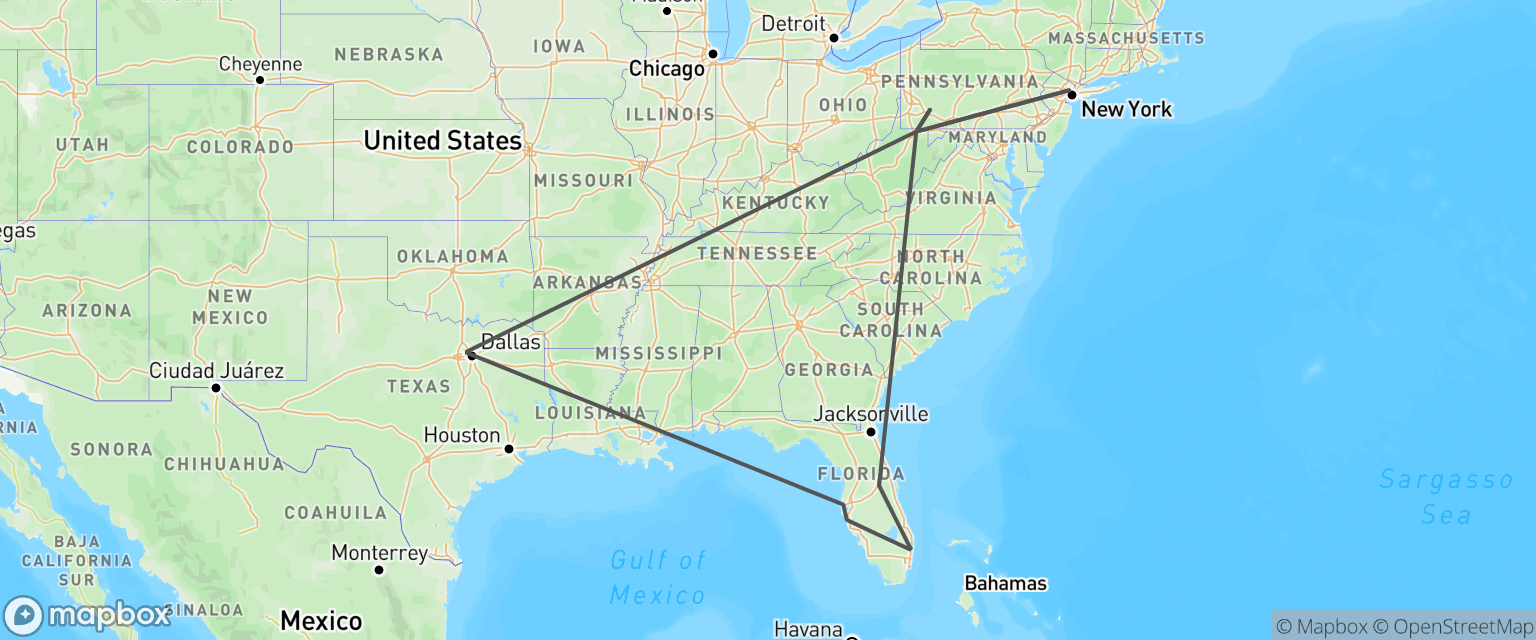 Detroit
MASSACHUSETTS
IOWA
NEBRASKA
Cheyenne
Chicago
PENNSYLVANIA
OHIO
ILLINOIS
New York
United States
MARYLAND
UTAH
COLORADO
MISSOURI
KENTUCKY
VIRGINIA
TENNESSEE
OKLAHOMA
NORTH
CAROLINA
ARKANSAS
NEW
MEXICO
ARIZONA
SOUTH
CAROLINA
Dallas
MISSISSIPPI
Ciudad Juárez
GEORGIA
TEXAS
LOUISIANA
Jacksonville
Houston
SONORA
CHIHUAHUA
FLORIDA
Sargasso
Sea
COAHUILA
BAJA
CALIFORNIA
SUR
Monterrey
Gulf of
Mexico
Bahamas
mapbox
SINALOA
Mexico
Havana
© Mapbox © OpenStreetMap